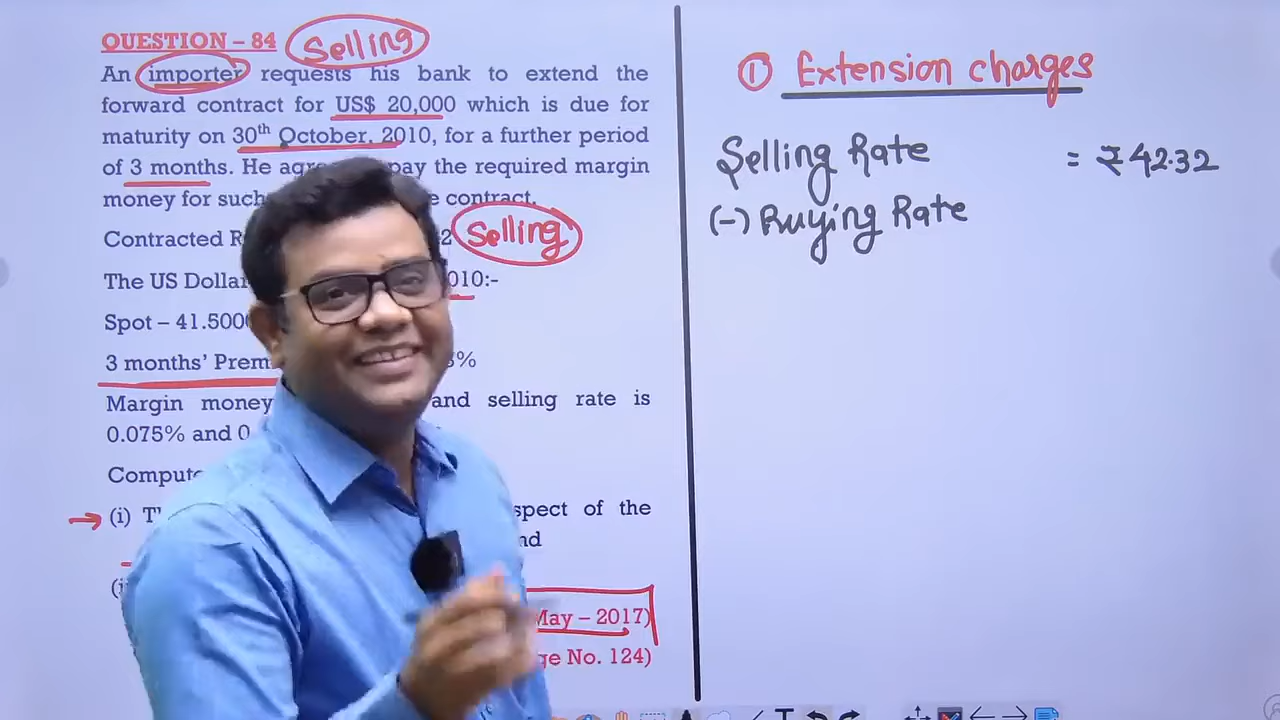 QUESTION – 84 Selling
An importer requests his bank to extend the
forward contract for US$ 20,000 which is due for
maturity on 30th October, 2010, for a further period
of 3 months. He pay the required margin
money for such contract.
Contracted 2 Selling
The US Dollar 010:-
Spot – 41.5000
3 months' Prem %
Margin money and selling rate is
0.075% and 0
Compute
(i) spect of the
nd
May – 2017)
No. 124)
① Extension charges
Selling Rate = ₹42.32
(-) Buying Rate